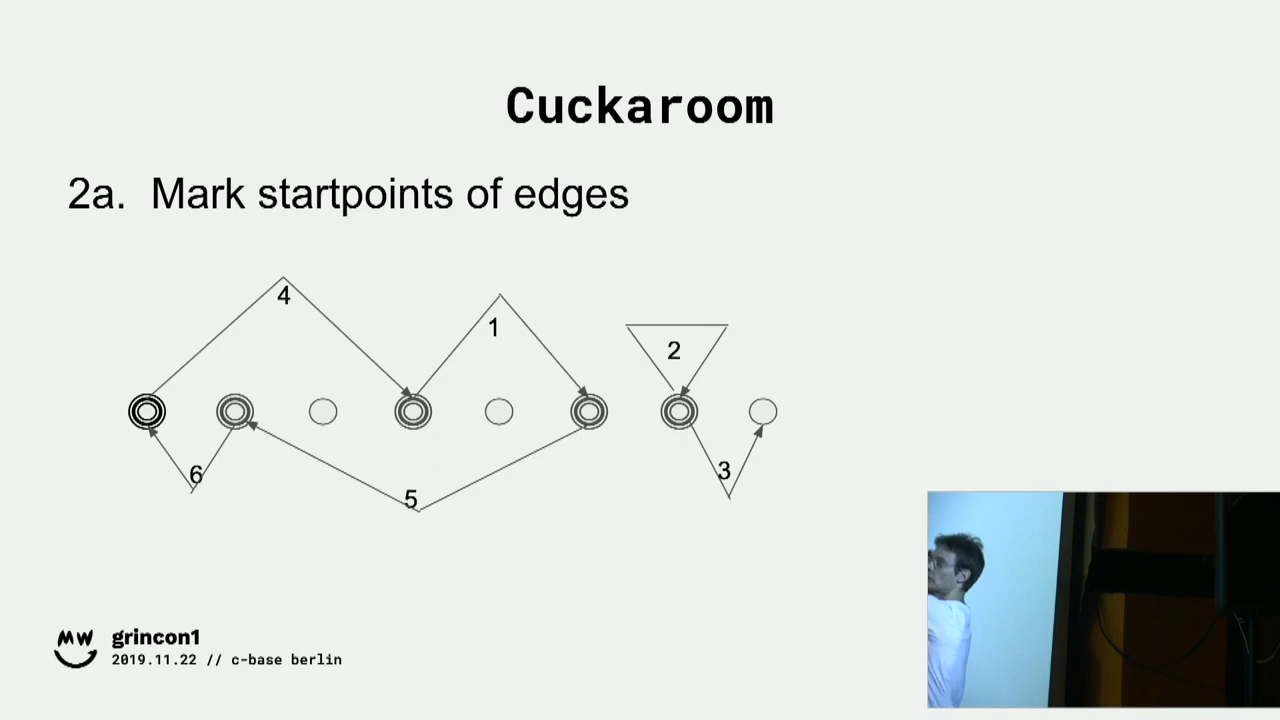 Cuckaroom
2a. Mark startpoints of edges
4
1
2
6
5
3
MW
grincon1
2019.11.22 // c-base berlin